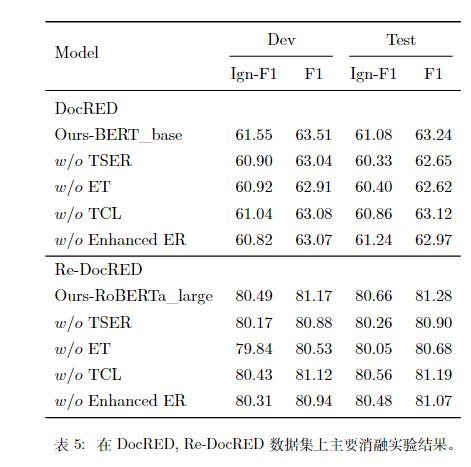 Model Dev Test
Ign-F1 F1 Ign-F1 F1
DocRED
Ours-BERT_base 61.55 63.51 61.08 63.24
w/o TSER 60.90 63.04 60.33 62.65
w/o ET 60.92 62.91 60.40 62.62
w/o TCL 61.04 63.08 60.86 63.12
w/o Enhanced ER 60.82 63.07 61.24 62.97
Re-DocRED
Ours-RoBERTa_large 80.49 81.17 80.66 81.28
w/o TSER 80.17 80.88 80.26 80.90
w/o ET 79.84 80.53 80.05 80.68
w/o TCL 80.43 81.12 80.56 81.19
w/o Enhanced ER 80.31 80.94 80.48 81.07
表 5: 在 DocRED, Re-DocRED 数据集上主要消融实验结果。